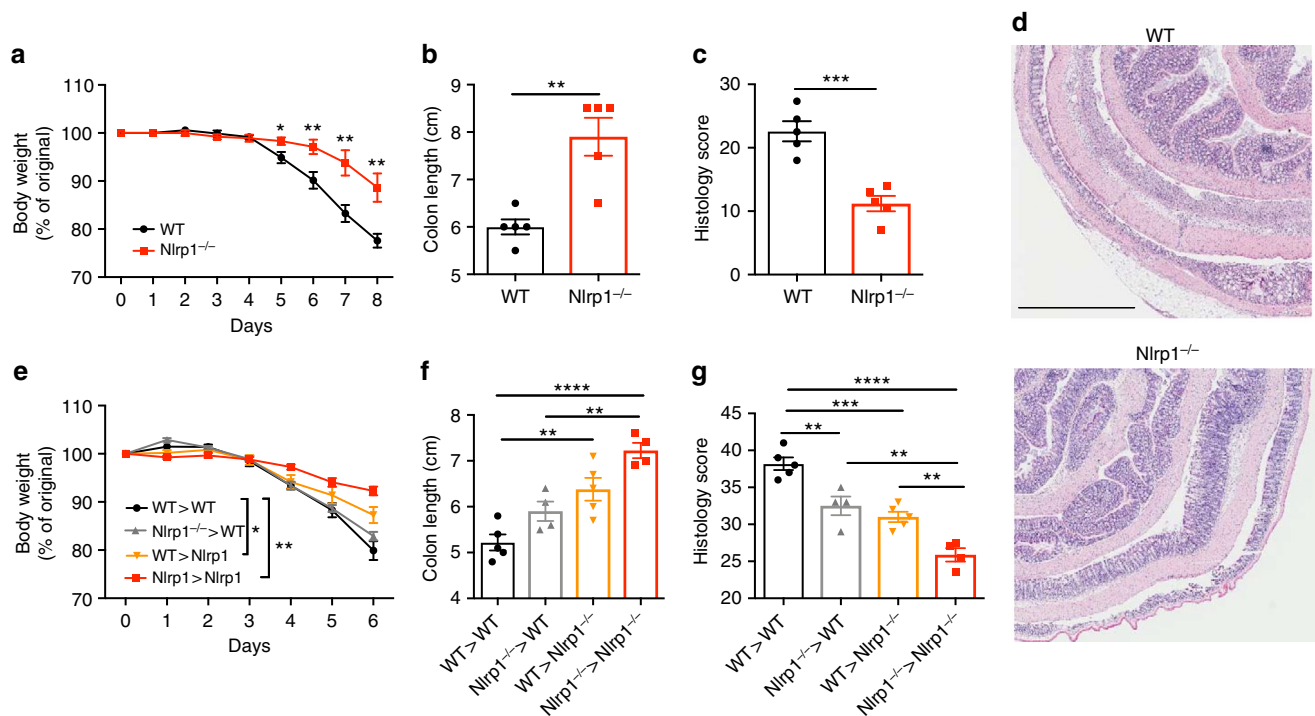 a
110
100
90
80
70
Body weight
(% of original)
* ** ** **
WT
Nlrp1–/–
0 1 2 3 4 5 6 7 8
Days
b
9
8
7
6
5
Colon length (cm)
**
WT Nlrp1–/–
c
30
20
10
0
Histology score
***
WT Nlrp1–/–
d
WT
Nlrp1–/–
e
110
100
90
80
70
Body weight
(% of original)
WT>WT
Nlrp1–/–>WT
WT>Nlrp1
Nlrp1>Nlrp1
*
**
0 1 2 3 4 5 6
Days
f
8
7
6
5
4
Colon length (cm)
****
**
**
WT>WT
Nlrp1–/–>WT
WT>Nlrp1–/–
Nlrp1–/–>Nlrp1–/–
g
45
40
35
30
25
20
Histology score
****
***
**
**
**
WT>WT
Nlrp1–/–>WT
WT>Nlrp1–/–
Nlrp1–/–>Nlrp1–/–